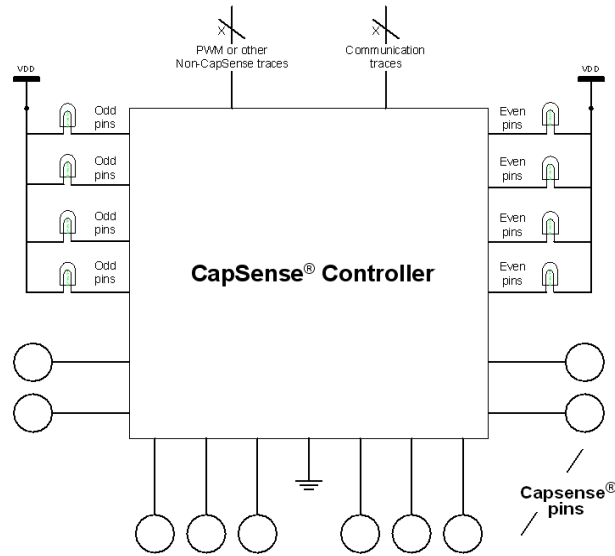 X
X
PWM or other
Non-CapSense traces
Communication
traces
VDD
VDD
Odd
pins
Even
pins
Odd
pins
Even
pins
Odd
pins
Even
pins
Odd
pins
Even
pins
CapSense® Controller
Capsense®
pins